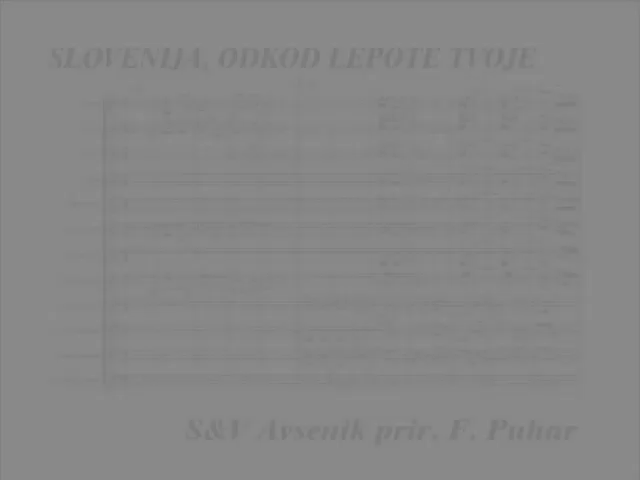 SLOVENIJA, ODKOD LEPOTE TVOJE
S&V Avsenik prir. F. Puhar